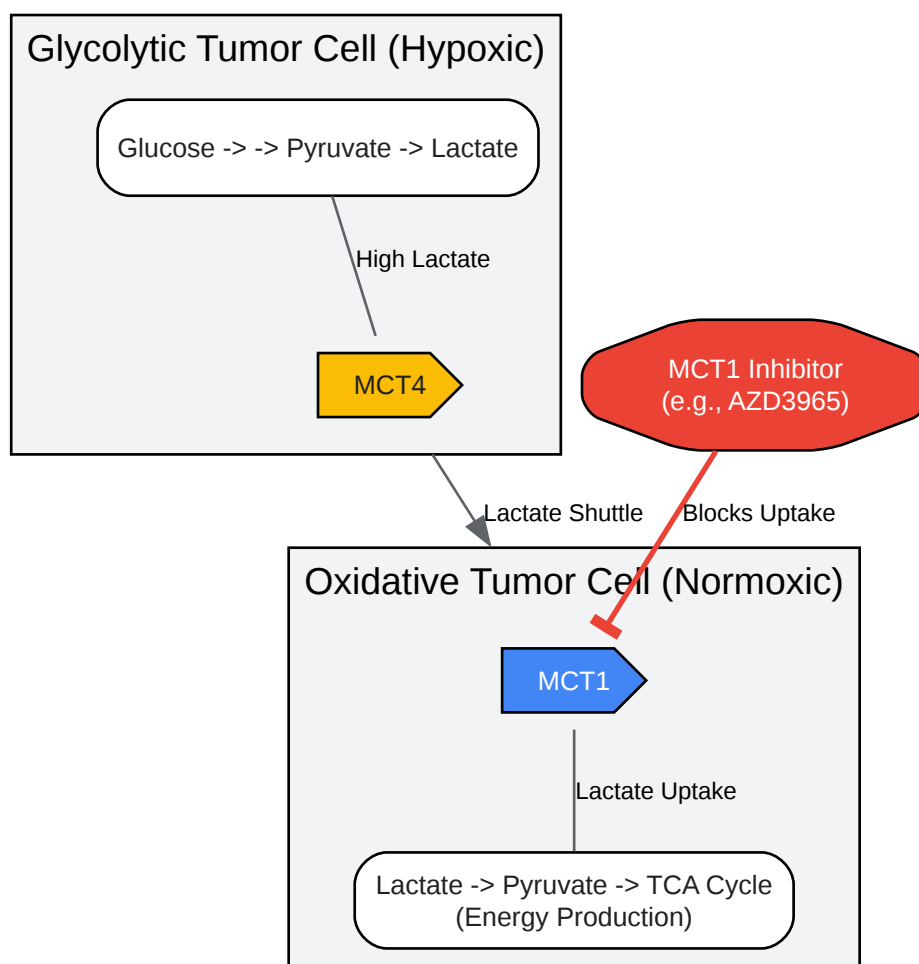 Glycolytic Tumor Cell (Hypoxic)
Glucose -> -> Pyruvate -> Lactate
High Lactate
MCT4
MCT1 Inhibitor
(e.g., AZD3965)
Lactate Shuttle
Blocks Uptake
Oxidative Tumor Cell (Normoxic)
MCT1
Lactate Uptake
Lactate -> Pyruvate -> TCA Cycle
(Energy Production)